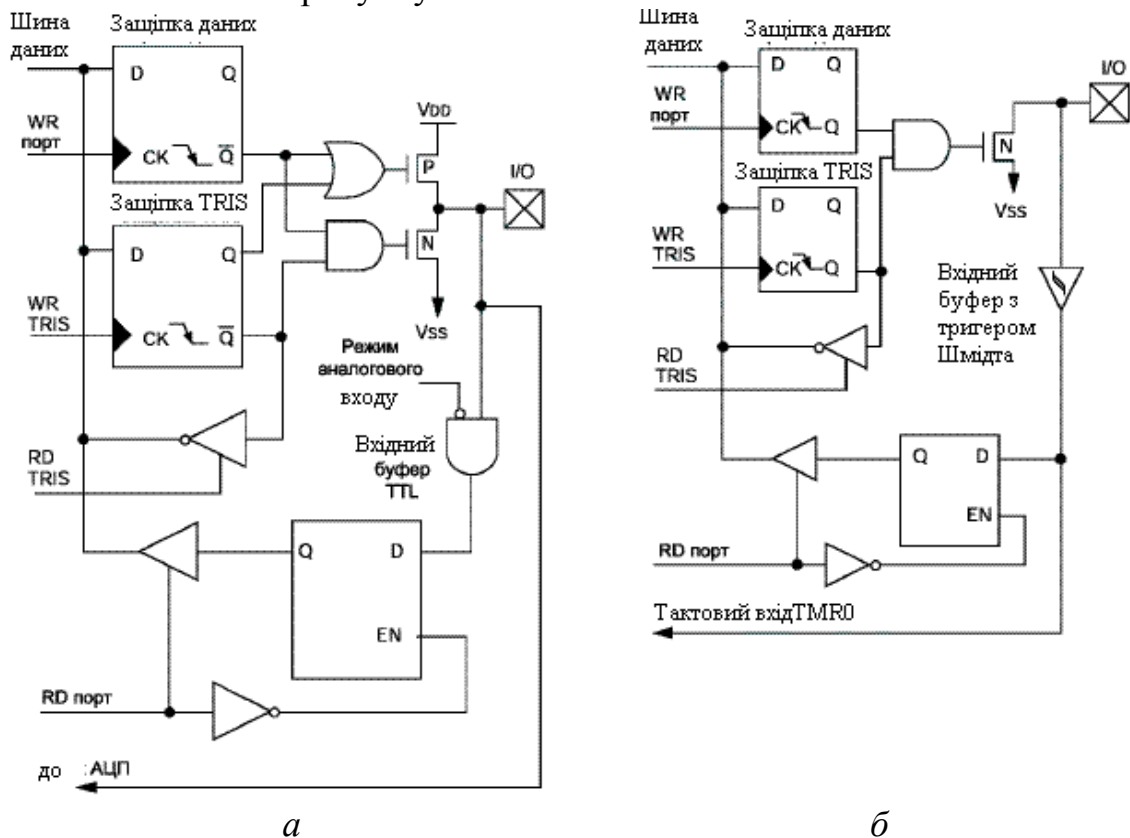 Шина
даних
Защіпка даних
D
Q
WR
порт
CK
Q
VDD
P
I/O
Защіпка TRIS
D
Q
N
WR
TRIS
CK
Q
Vss
Режим
аналогового
входу
Вхідний
буфер
TTL
RD
TRIS
Q
D
EN
RD порт
до :АЦП
а
Шина
даних
Защіпка даних
D
Q
I/O
WR
порт
CK
Q
N
Защіпка TRIS
Vss
D
Q
WR
TRIS
CK
Q
Вхідний
буфер з
тригером
Шмідта
RD
TRIS
Q
D
EN
RD порт
Тактовий вхідTMR0
б